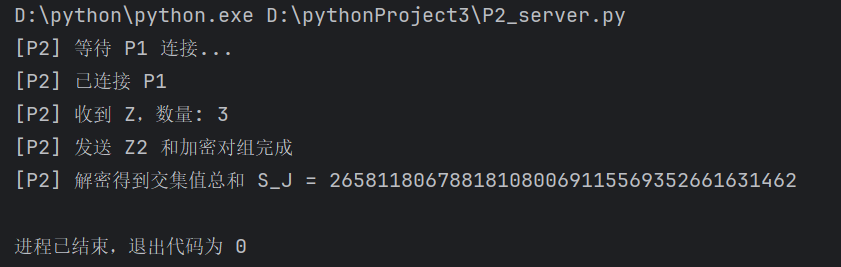 D:\python\python.exe D:\pythonProject3\P2_server.py
[P2] 等待 P1 连接...
[P2] 已连接 P1
[P2] 收到 Z，数量: 3
[P2] 发送 Z2 和加密对组完成
[P2] 解密得到交集值总和 S_J = 265811806788181080069115569352661631462
进程已结束，退出代码为 0